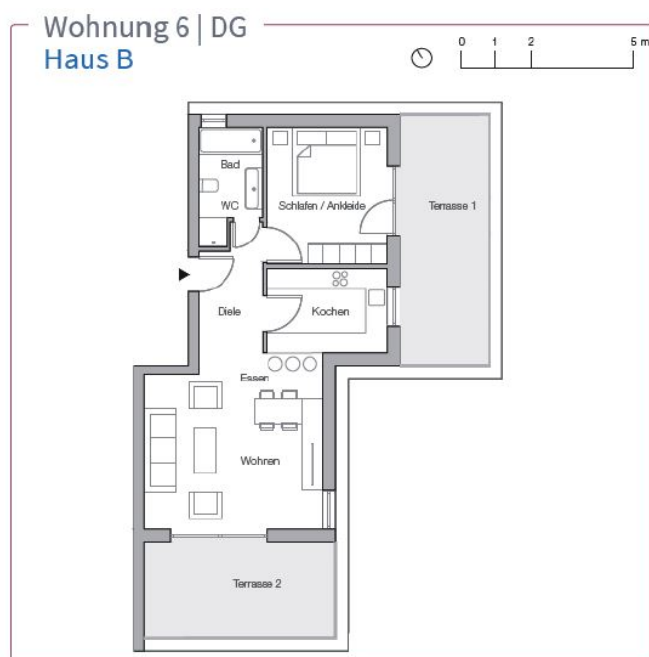 Wohnung 6 | DG
Haus B
0 1 2 5 m
Bad
WC
Schlafen / Ankleide
Terrasse 1
Diele
Kochen
Essen
Wohnen
Terrasse 2